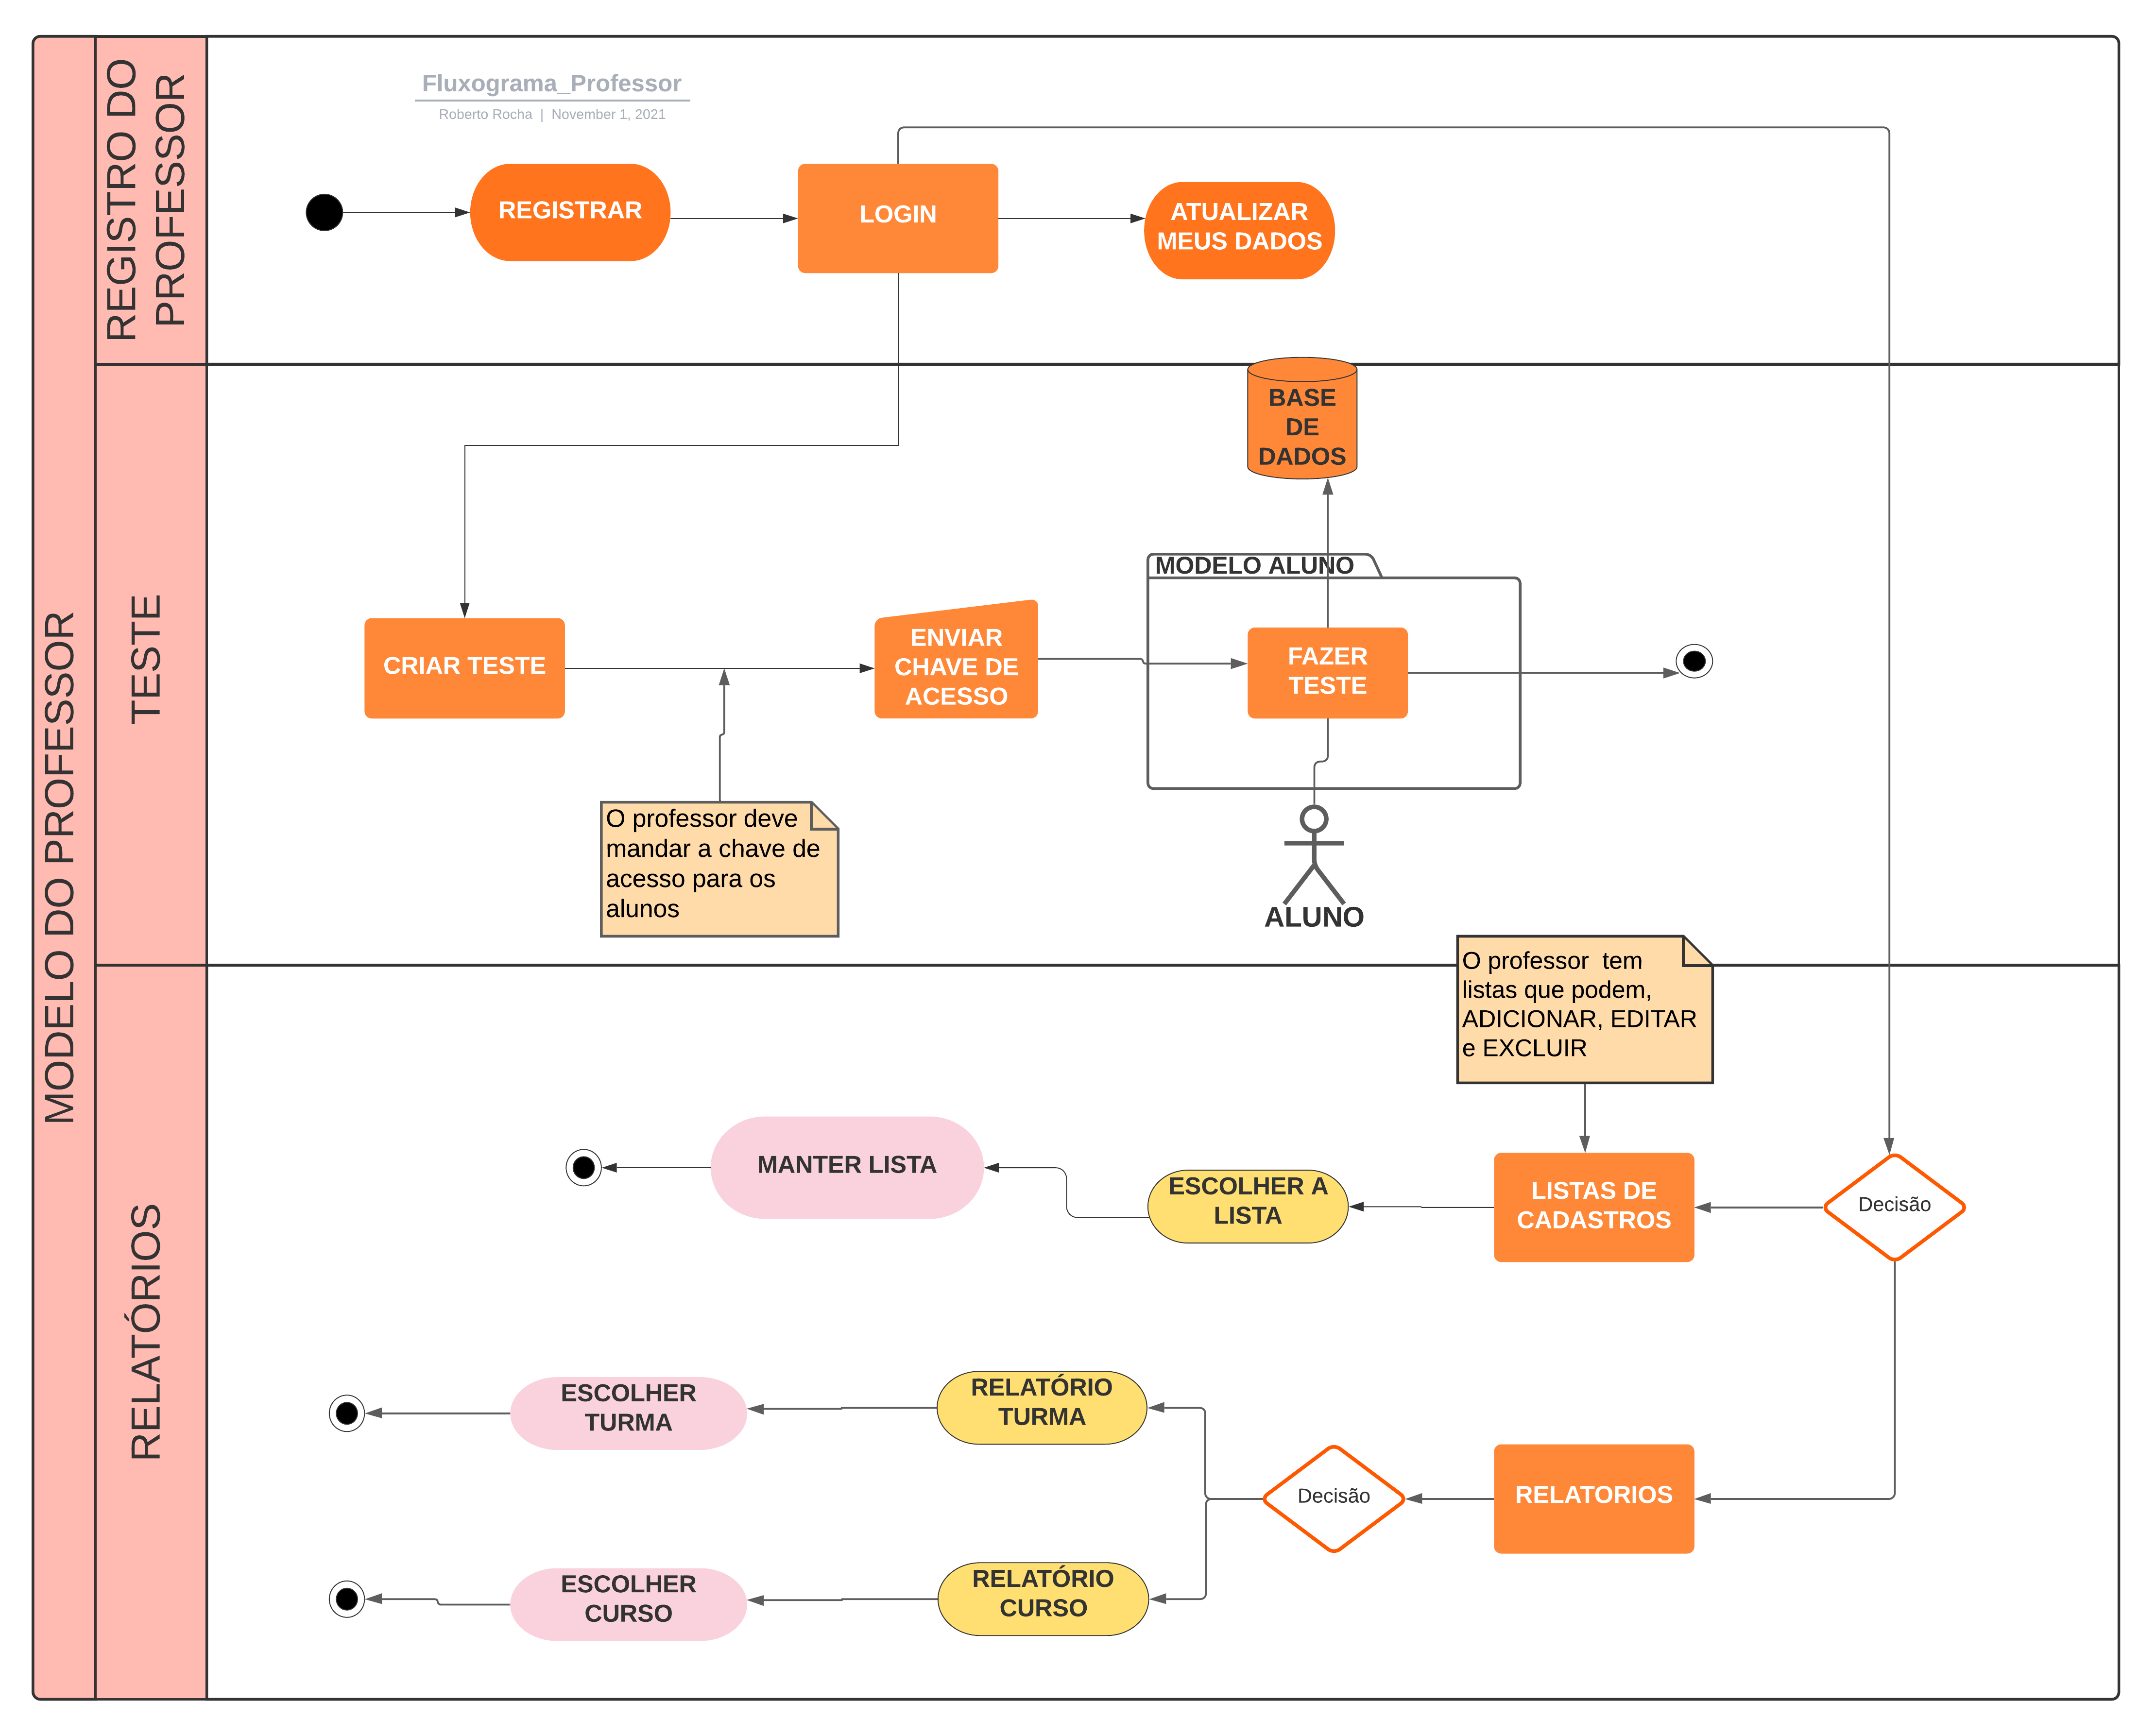 MODELO DO PROFESSOR
REGISTRO DO
PROFESSOR
Fluxograma_Professor
Roberto Rocha | November 1, 2021
REGISTRAR
LOGIN
ATUALIZAR
MEUS DADOS
TESTE
BASE
DE
DADOS
MODELO ALUNO
CRIAR TESTE
ENVIAR
CHAVE DE
ACESSO
FAZER
TESTE
O professor deve
mandar a chave de
acesso para os
alunos
ALUNO
RELATÓRIOS
O professor  tem
listas que podem,
ADICIONAR, EDITAR
e EXCLUIR
MANTER LISTA
ESCOLHER A
LISTA
LISTAS DE
CADASTROS
Decisão
ESCOLHER
TURMA
RELATÓRIO
TURMA
Decisão
RELATORIOS
ESCOLHER
CURSO
RELATÓRIO
CURSO